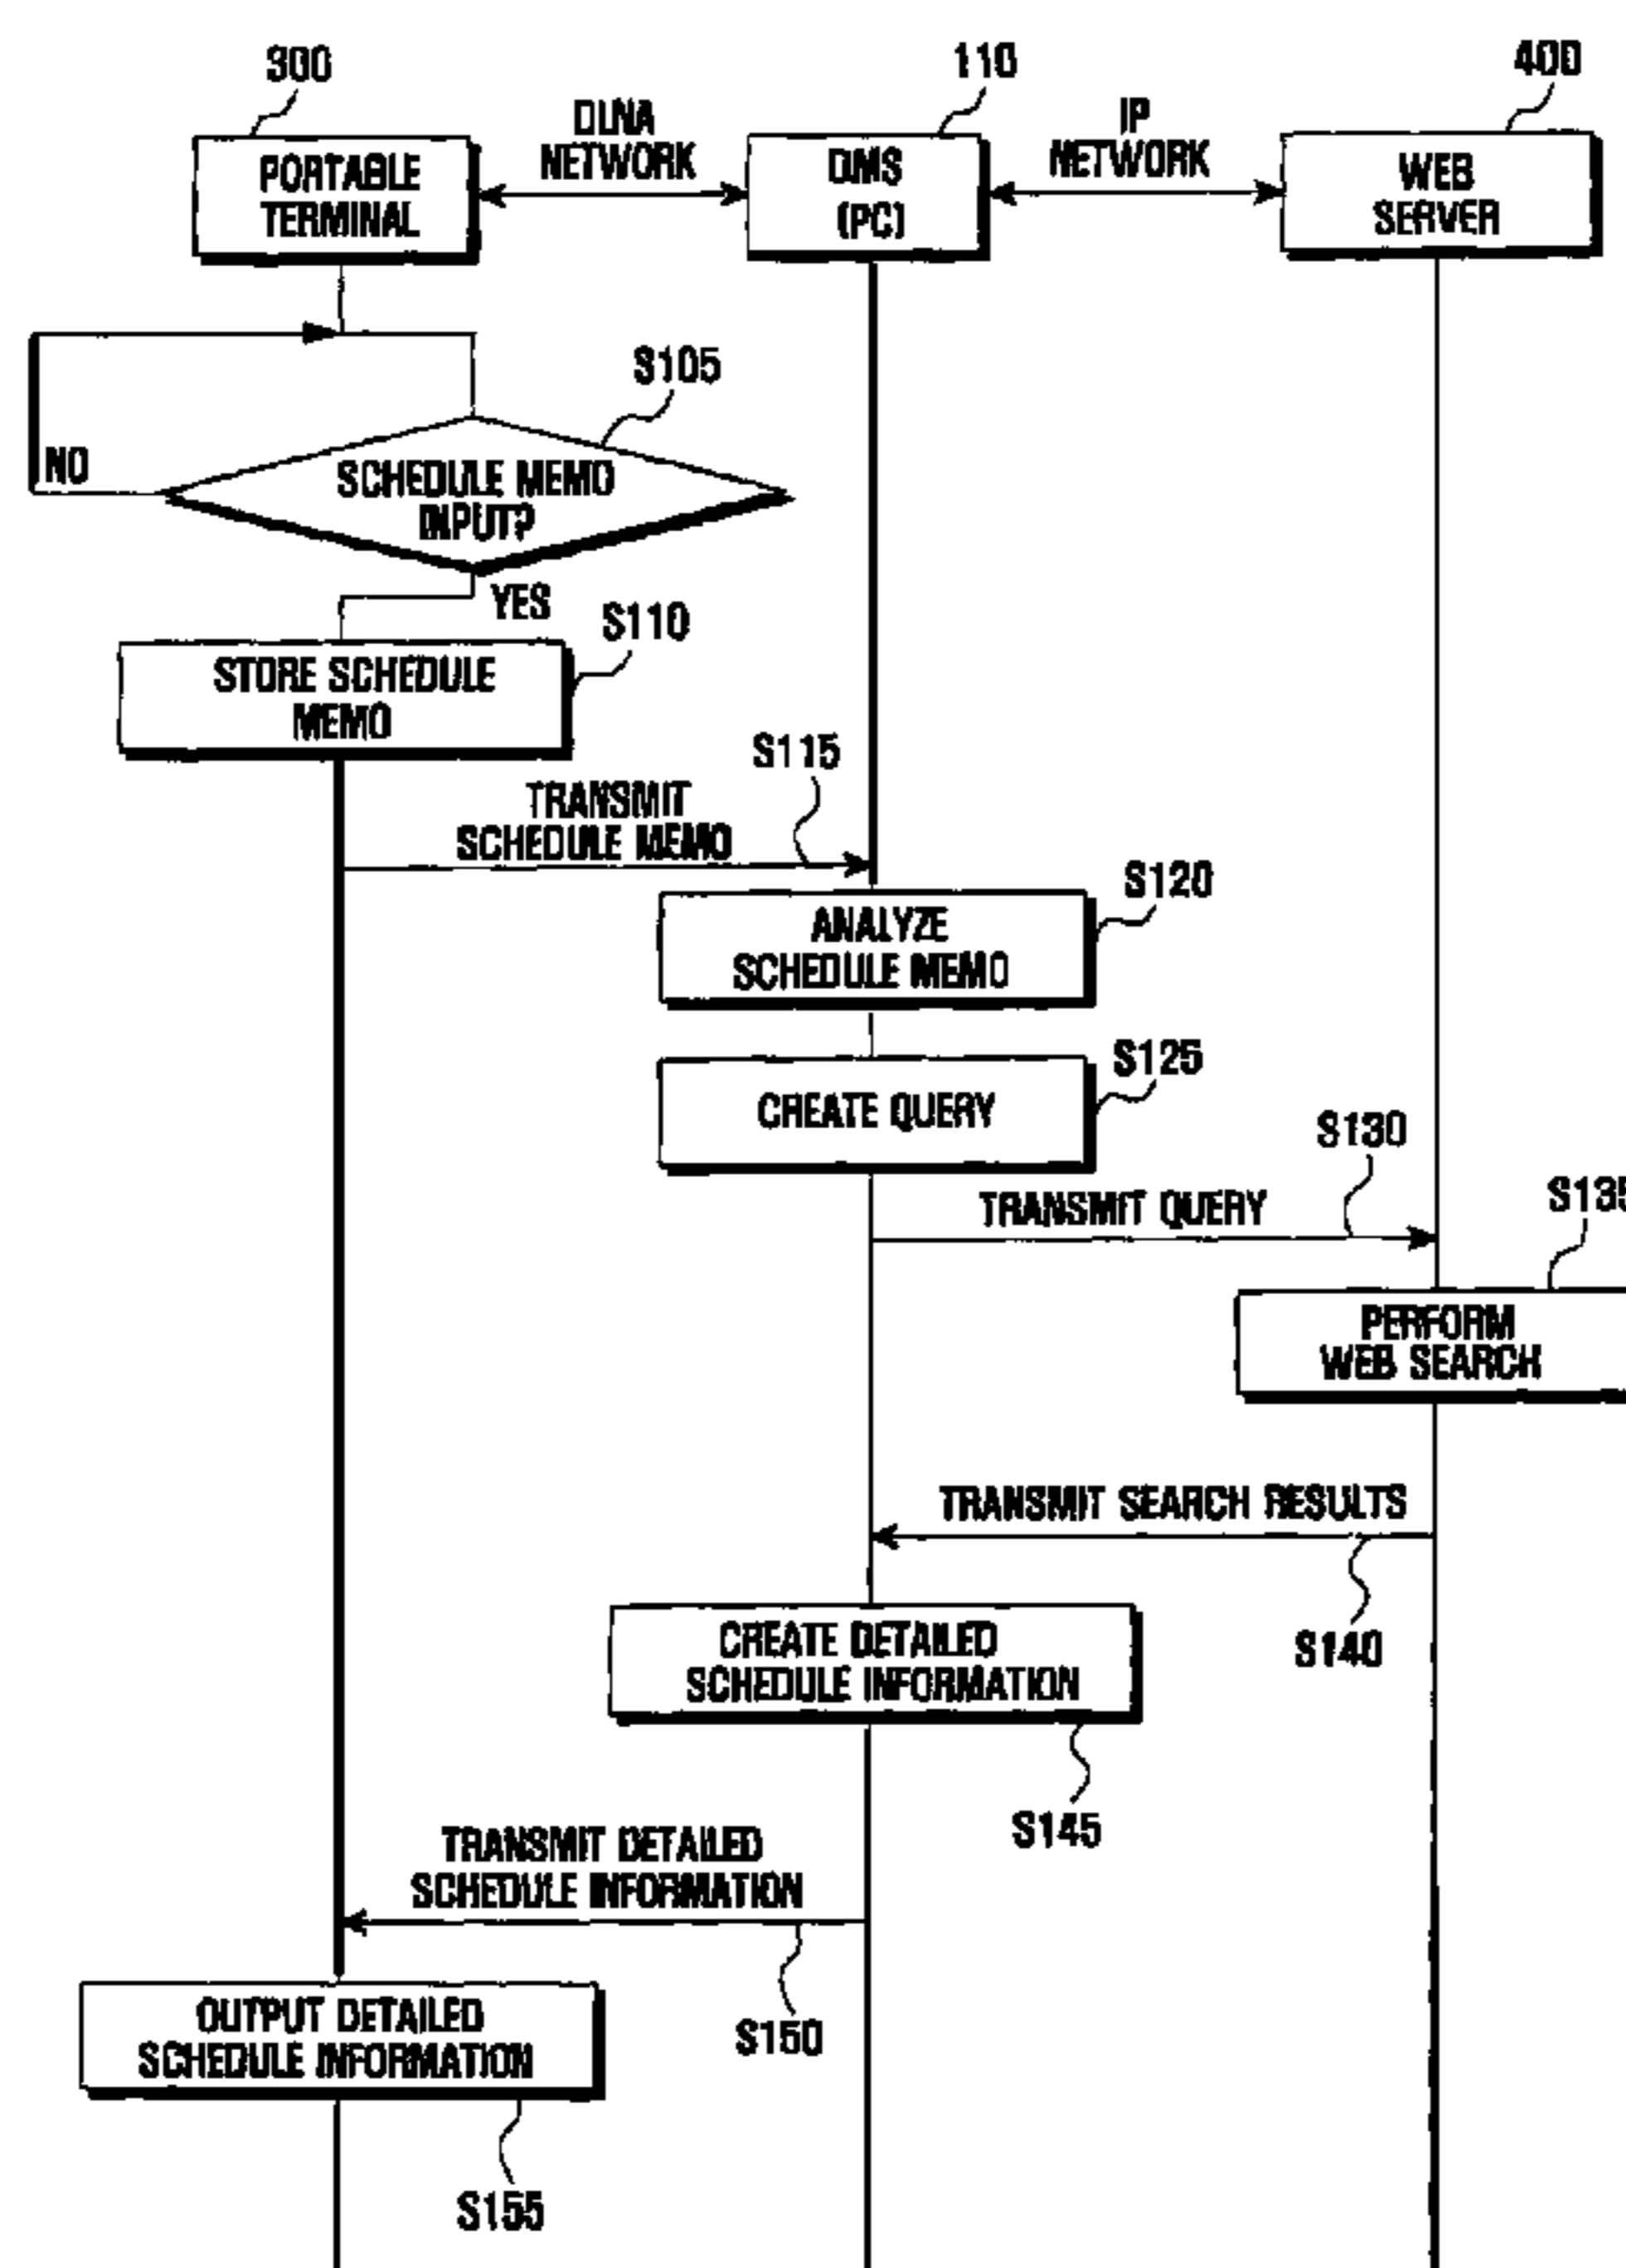 300
110
400
DLNA
NETWORK
IP
NETWORK
PORTABLE
TERMINAL
DMS
(PC)
WEB
SERVER
S105
NO
SCHEDULE MEMO
INPUT?
YES
S110
STORE SCHEDULE
MEMO
S115
TRANSMIT
SCHEDULE MEMO
S120
ANALYZE
SCHEDULE MEMO
S125
CREATE QUERY
S130
TRANSMIT QUERY
S135
PERFORM
WEB SEARCH
TRANSMIT SEARCH RESULTS
S140
CREATE DETAILED
SCHEDULE INFORMATION
S145
TRANSMIT DETAILED
SCHEDULE INFORMATION
S150
OUTPUT DETAILED
SCHEDULE INFORMATION
S155